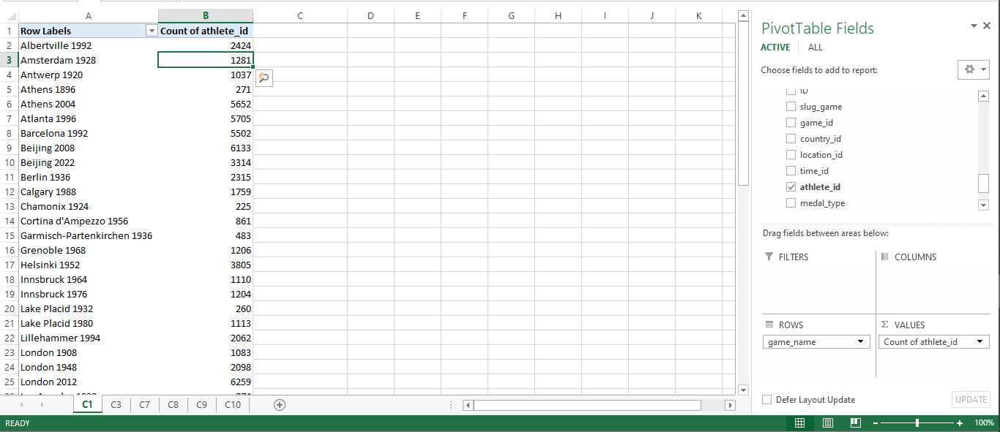 A B C D E F G H I J K
1 Row Labels Count of athlete_id
2 Albertville 1992 2424
3 Amsterdam 1928 1281
4 Antwerp 1920 1037
5 Athens 1896 271
6 Athens 2004 5652
7 Atlanta 1996 5705
8 Barcelona 1992 5502
9 Beijing 2008 6133
10 Beijing 2022 3314
11 Berlin 1936 2315
12 Calgary 1988 1759
13 Chamonix 1924 225
14 Cortina d'Ampezzo 1956 861
15 Garmisch-Partenkirchen 1936 483
16 Grenoble 1968 1206
17 Helsinki 1952 3805
18 Innsbruck 1964 1110
19 Innsbruck 1976 1204
20 Lake Placid 1932 260
21 Lake Placid 1980 1113
22 Lillehammer 1994 2062
23 London 1908 1083
24 London 1948 2098
25 London 2012 6259
C1 C3 C7 C8 C9 C10
READY
100%
PivotTable Fields
ACTIVE ALL
Choose fields to add to report:
ID
slug_game
game_id
country_id
location_id
time_id
athlete_id
medal_type
Drag fields between areas below:
FILTERS COLUMNS
ROWS Σ VALUES
game_name Count of athlete_id
Defer Layout Update UPDATE